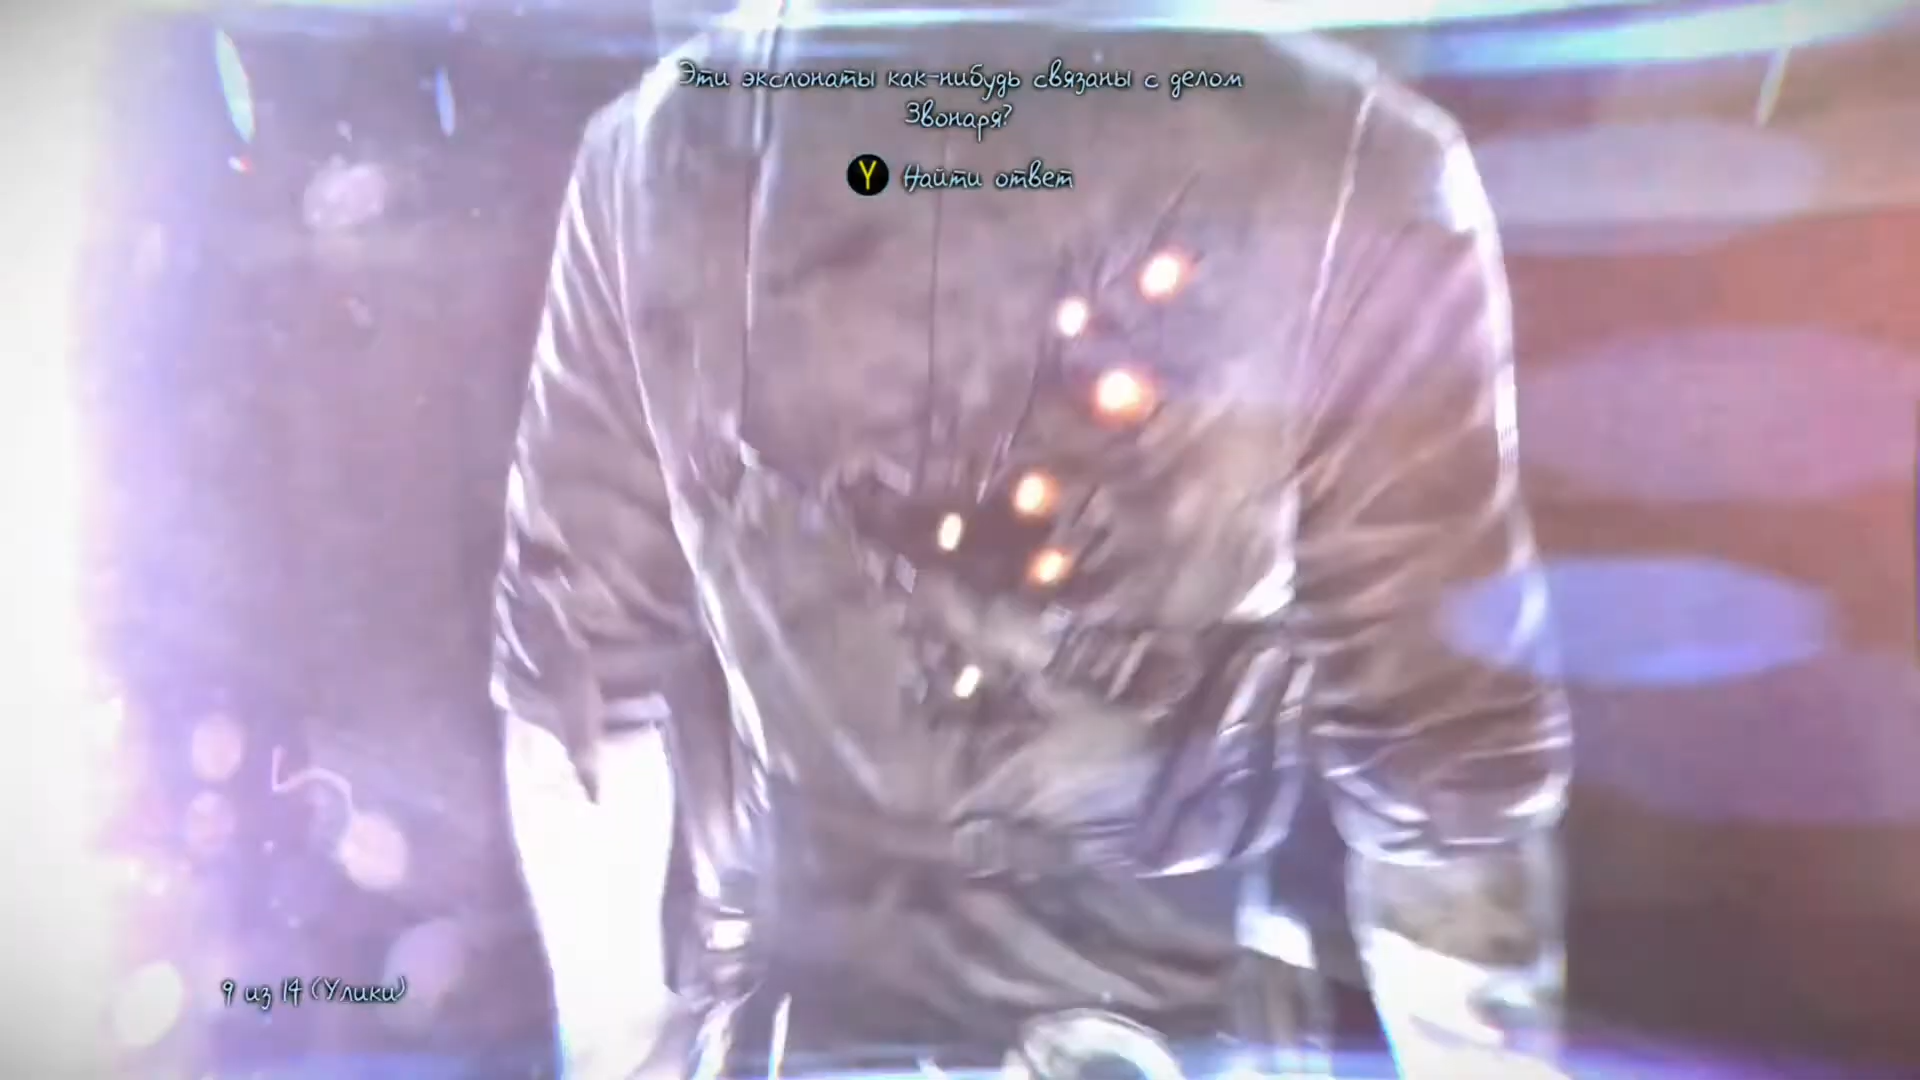 Эти экспонаты как-нибудь связаны с делом
Звонаря?
Y Найти ответ
9 из 14 (Улики)